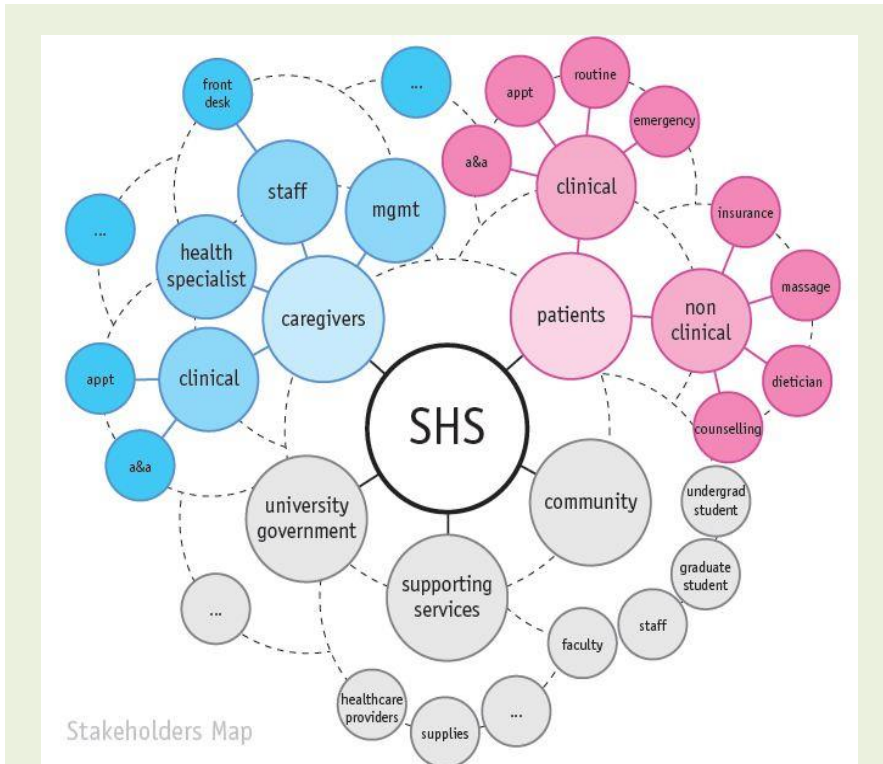 front
desk
...
appt
routine
emergency
a&a
clinical
staff
mgmt
insurance
...
health
specialist
massage
caregivers
patients
non
clinical
appt
clinical
dietician
SHS
counselling
a&a
university
government
community
undergrad
student
supporting
services
graduate
student
...
staff
faculty
healthcare
providers
...
supplies
Stakeholders Map